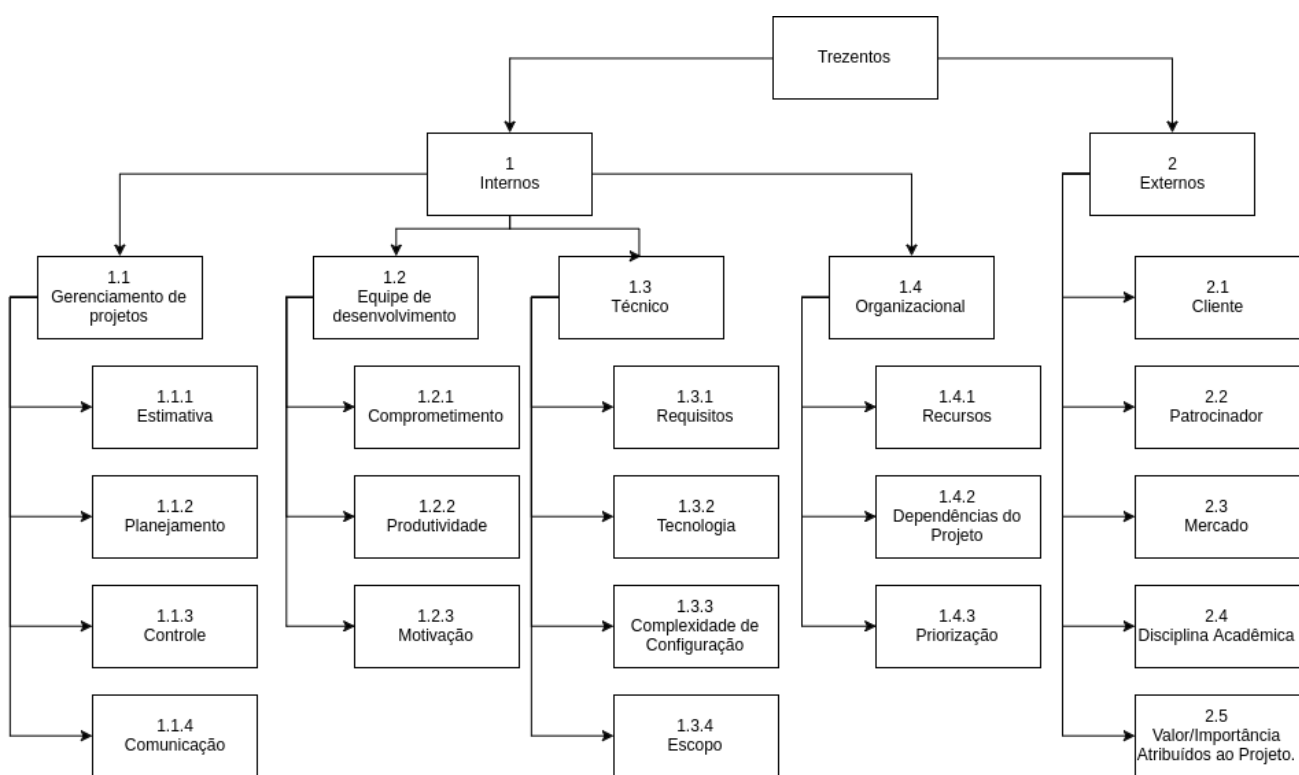 Trezentos
1
Internos
2
Externos
1.1
Gerenciamento de
projetos
1.2
Equipe de
desenvolvimento
1.3
Técnico
1.4
Organizacional
2.1
Cliente
1.1.1
Estimativa
1.2.1
Comprometimento
1.3.1
Requisitos
1.4.1
Recursos
2.2
Patrocinador
1.1.2
Planejamento
1.2.2
Produtividade
1.3.2
Tecnologia
1.4.2
Dependências do
Projeto
2.3
Mercado
1.1.3
Controle
1.2.3
Motivação
1.3.3
Complexidade de
Configuração
1.4.3
Priorização
2.4
Disciplina Acadêmica
1.1.4
Comunicação
1.3.4
Escopo
2.5
Valor/Importância
Atribuídos ao Projeto.